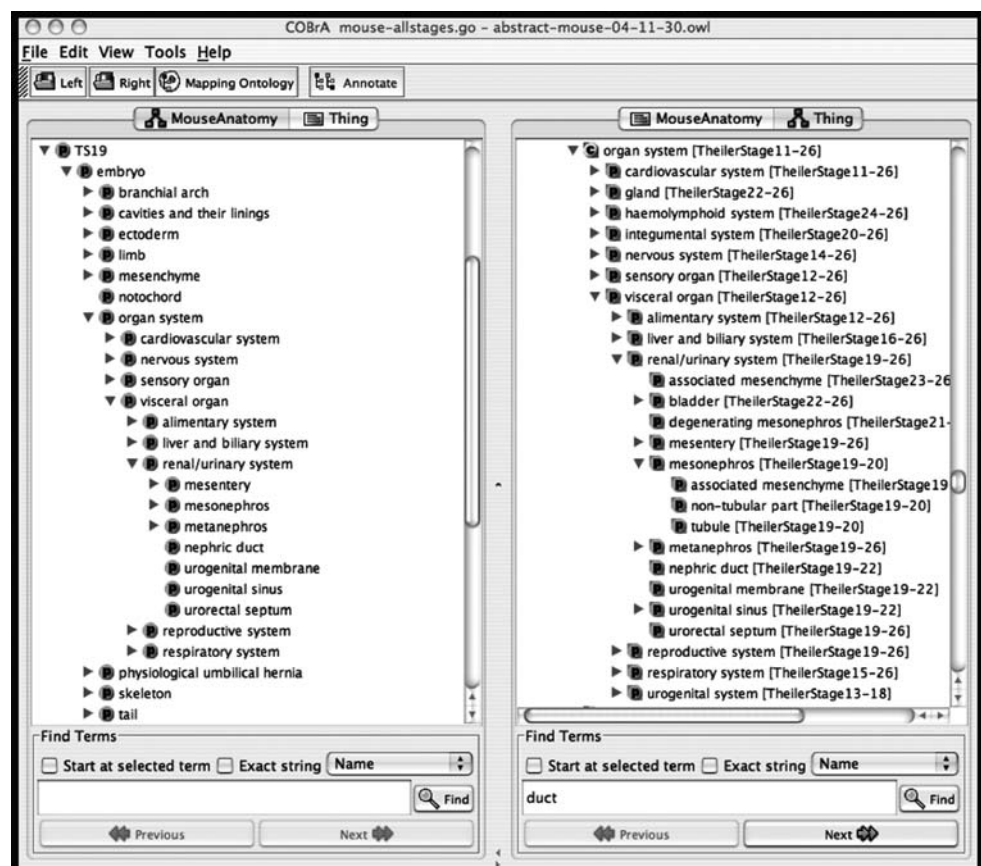 COBrA mouse-allstages.go - abstract-mouse-04-11-30.owl
File Edit View Tools Help
Left Right Mapping Ontology Annotate
MouseAnatomy Thing
TS19
embryo
branchial arch
cavities and their linings
ectoderm
limb
mesenchyme
notochord
organ system
cardiovascular system
nervous system
sensory organ
visceral organ
alimentary system
liver and biliary system
renal/urinary system
mesentery
mesonephros
metanephros
nephric duct
urogenital membrane
urogenital sinus
urorectal septum
reproductive system
respiratory system
physiological umbilical hernia
skeleton
tail
Find Terms
Start at selected term Exact string Name
Find
Previous Next
MouseAnatomy Thing
organ system [TheilerStage11-26]
cardiovascular system [TheilerStage11-26]
gland [TheilerStage22-26]
haemolymphoid system [TheilerStage24-26]
integumental system [TheilerStage20-26]
nervous system [TheilerStage14-26]
sensory organ [TheilerStage12-26]
visceral organ [TheilerStage12-26]
alimentary system [TheilerStage12-26]
liver and biliary system [TheilerStage16-26]
renal/urinary system [TheilerStage19-26]
associated mesenchyme [TheilerStage23-26
bladder [TheilerStage22-26]
degenerating mesonephros [TheilerStage21-
mesentery [TheilerStage19-26]
mesonephros [TheilerStage19-20]
associated mesenchyme [TheilerStage19
non-tubular part [TheilerStage19-20]
tubule [TheilerStage19-20]
metanephros [TheilerStage19-26]
nephric duct [TheilerStage19-22]
urogenital membrane [TheilerStage19-22]
urogenital sinus [TheilerStage19-22]
urorectal septum [TheilerStage19-26]
reproductive system [TheilerStage19-26]
respiratory system [TheilerStage15-26]
urogenital system [TheilerStage13-18]
Find Terms
Start at selected term Exact string Name
duct Find
Previous Next